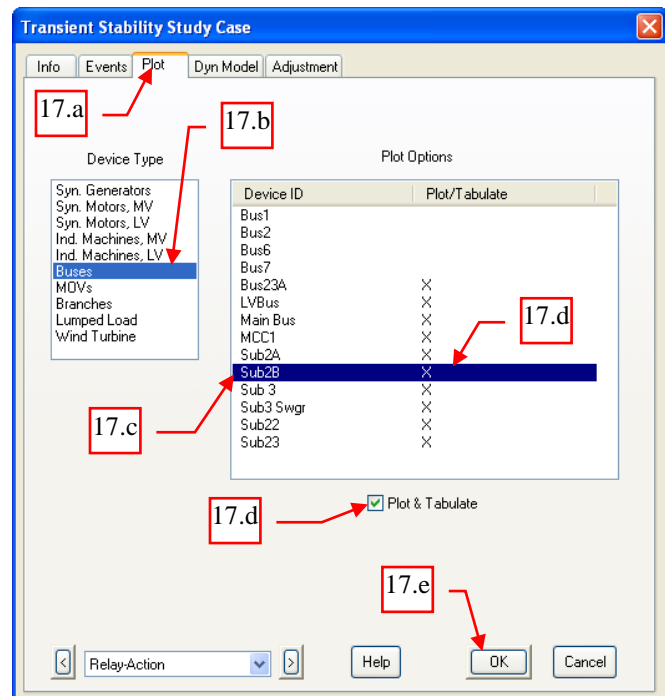 Transient Stability Study Case
Info Events Plot Dyn Model Adjustment
17.a
17.b
Device Type
Plot Options
Syn. Generators
Syn. Motors, MV
Syn. Motors, LV
Ind. Machines, MV
Ind. Machines, LV
Buses
MOVs
Branches
Lumped Load
Wind Turbine
Device ID Plot/Tabulate
Bus1
Bus2
Bus6
Bus7
Bus23A X
LVBus X
Main Bus X
MCC1 X
Sub2A X
Sub2B X
Sub 3 X
Sub3 Swgr X
Sub22 X
Sub23 X
17.d
17.c
17.d
Plot & Tabulate
17.e
< Relay-Action > Help OK Cancel